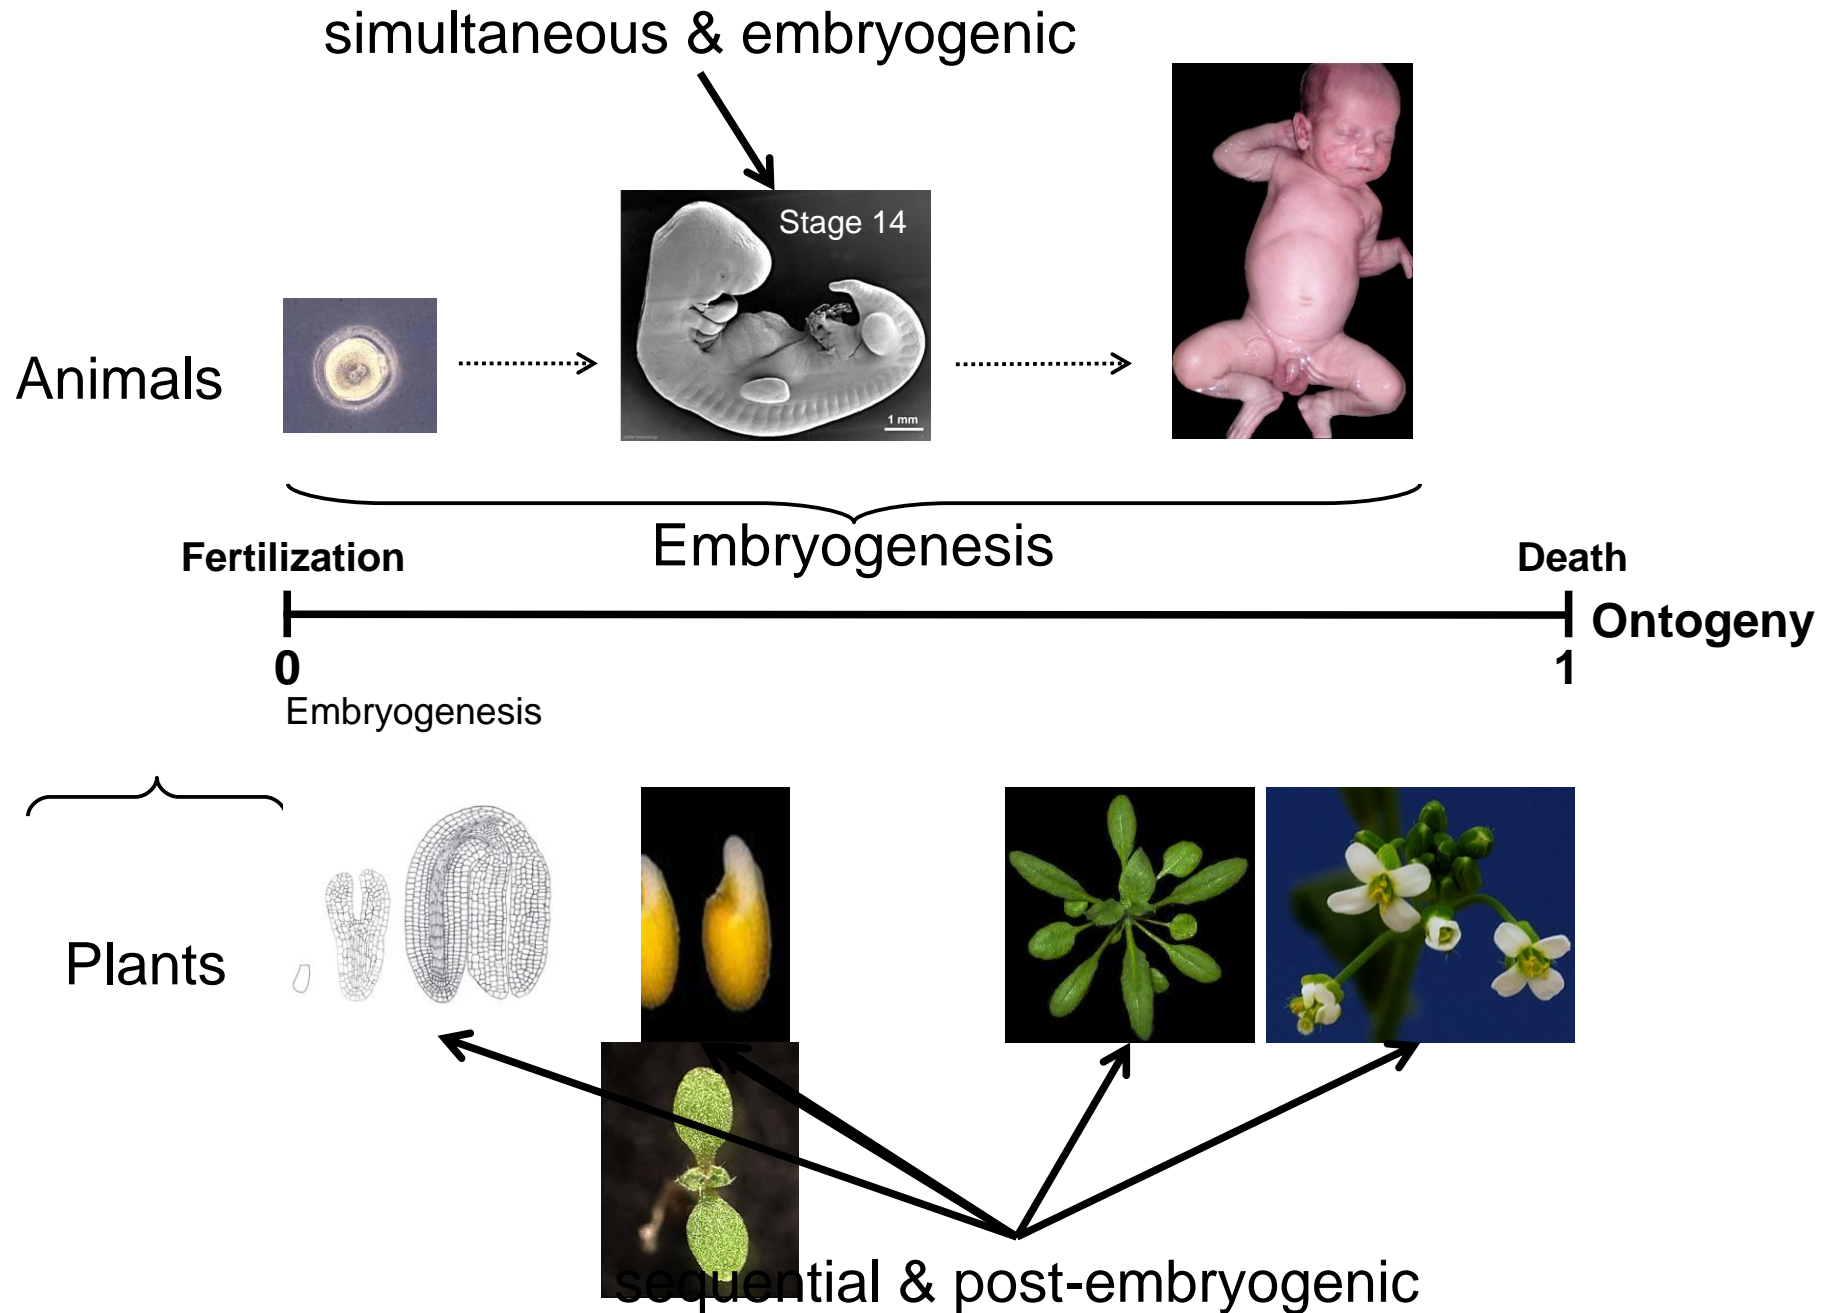 simultaneous & embryogenic
Stage 14
1 mm
Animals
Embryogenesis
Fertilization
Death
Ontogeny
0
1
Embryogenesis
Plants
sequential & post-embryogenic